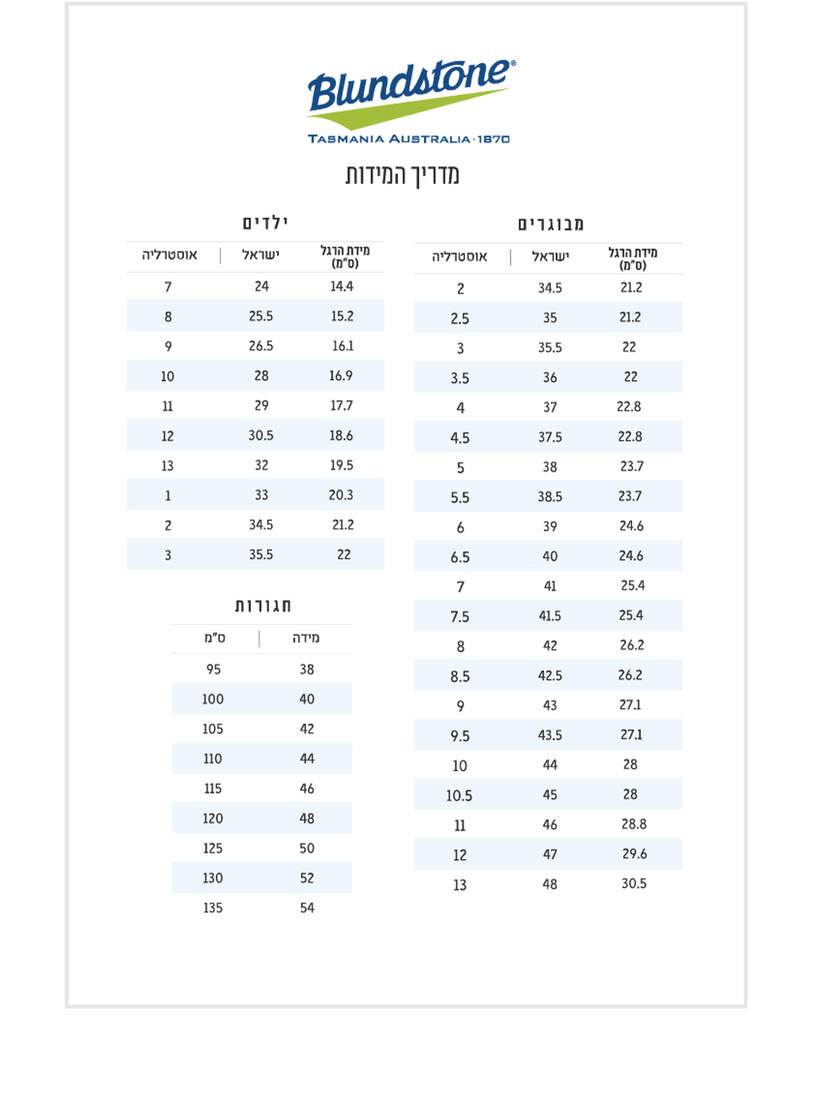 Blundstone®
TASMANIA AUSTRALIA·1870
מדריך המידות
מבוגרים
מידת הרגל (ס"מ) | ישראל | אוסטרליה
21.2 34.5 2
21.2 35 2.5
22 35.5 3
22 36 3.5
22.8 37 4
22.8 37.5 4.5
23.7 38 5
23.7 38.5 5.5
24.6 39 6
24.6 40 6.5
25.4 41 7
25.4 41.5 7.5
26.2 42 8
26.2 42.5 8.5
27.1 43 9
27.1 43.5 9.5
28 44 10
28 45 10.5
28.8 46 11
29.6 47 12
30.5 48 13
ילדים
מידת הרגל (ס"מ) | ישראל | אוסטרליה
14.4 24 7
15.2 25.5 8
16.1 26.5 9
16.9 28 10
17.7 29 11
18.6 30.5 12
19.5 32 13
20.3 33 1
21.2 34.5 2
22 35.5 3
חגורות
מידה | ס"מ
38 95
40 100
42 105
44 110
46 115
48 120
50 125
52 130
54 135